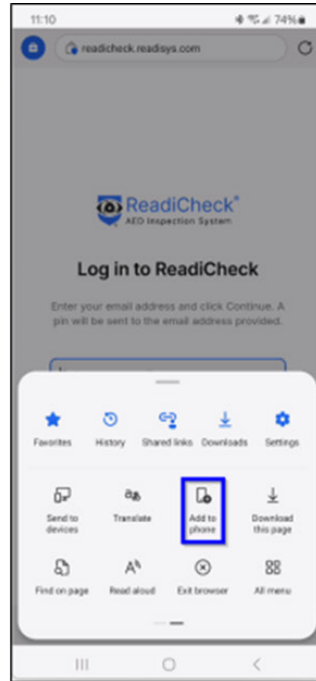 11:10 74%
readicheck.readisys.com
ReadiCheck®
AED Inspection System
Log in to ReadiCheck
Enter your email address and click Continue. A
pin will be sent to the email address provided.
Favorites History Shared links Downloads Settings
Send to devices Translate Add to phone Download this page
Find on page Read aloud Exit browser All menu